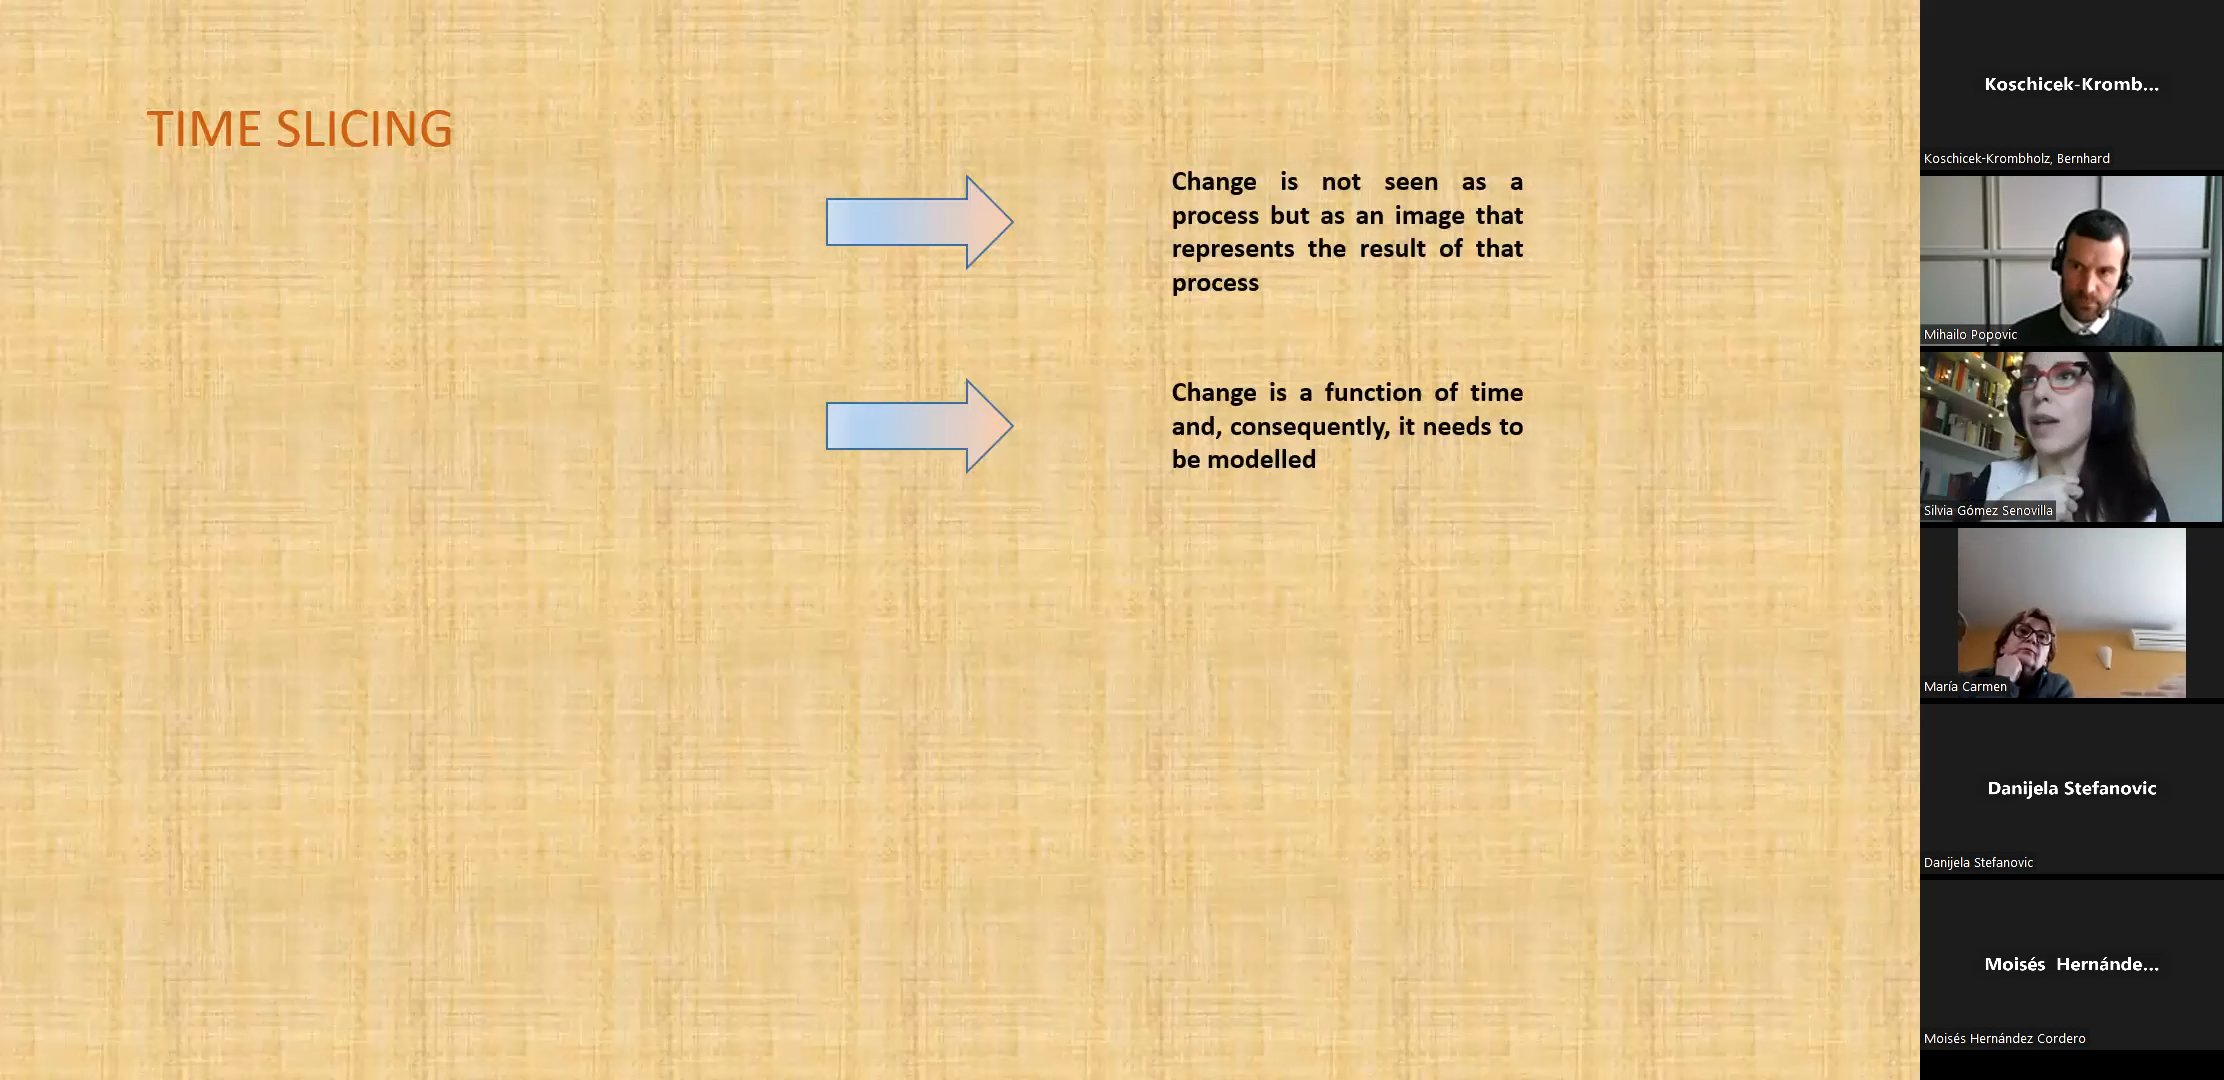 TIME SLICING
Change is not seen as a
process but as an image that
represents the result of that
process
Change is a function of time
and, consequently, it needs to
be modelled
Koschicek-Kromb...
Koschicek-Krombholz, Bernhard
Mihailo Popovic
Silvia Gómez Senovilla
María Carmen
Danijela Stefanovic
Danijela Stefanovic
Moisés Hernánde...
Moisés Hernández Cordero